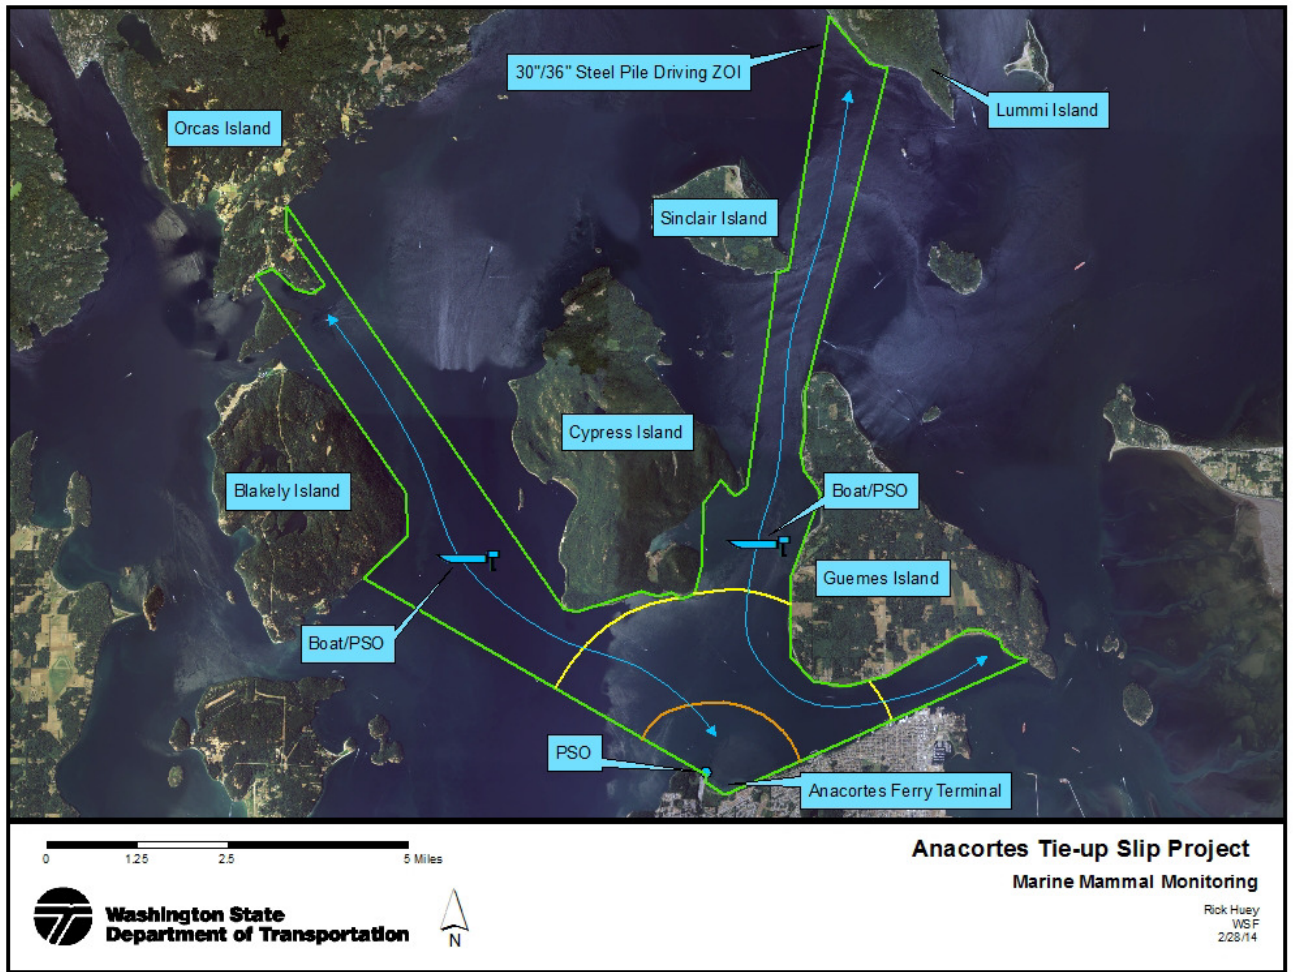 30"/36" Steel Pile Driving ZOI
Lummi Island
Orcas Island
Sinclair Island
Cypress Island
Blakely Island
Boat/PSO
Guemes Island
Boat/PSO
PSO
Anacortes Ferry Terminal
0 1.25 2.5 5 Miles
Anacortes Tie-up Slip Project
Marine Mammal Monitoring
Rick Huey
WSF
2/28/14
Washington State
Department of Transportation
N